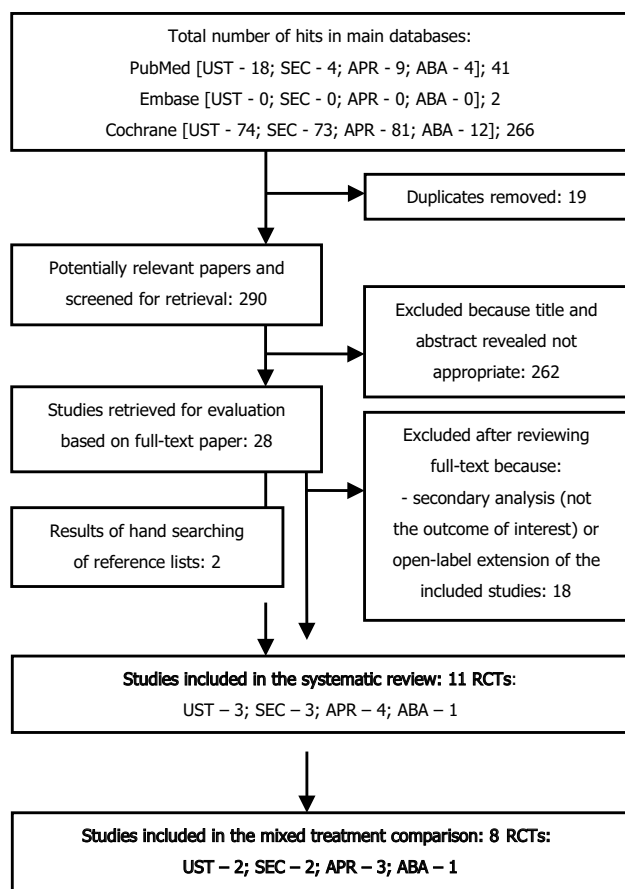 Total number of hits in main databases:
PubMed [UST - 18; SEC - 4; APR - 9; ABA - 4]; 41
Embase [UST - 0; SEC - 0; APR - 0; ABA - 0]; 2
Cochrane [UST - 74; SEC - 73; APR - 81; ABA - 12]; 266
Duplicates removed: 19
Potentially relevant papers and
screened for retrieval: 290
Excluded because title and
abstract revealed not
appropriate: 262
Studies retrieved for evaluation
based on full-text paper: 28
Excluded after reviewing
full-text because:
- secondary analysis (not
the outcome of interest) or
open-label extension of the
included studies: 18
Results of hand searching
of reference lists: 2
Studies included in the systematic review: 11 RCTs:
UST – 3; SEC – 3; APR – 4; ABA – 1
Studies included in the mixed treatment comparison: 8 RCTs:
UST – 2; SEC – 2; APR – 3; ABA – 1